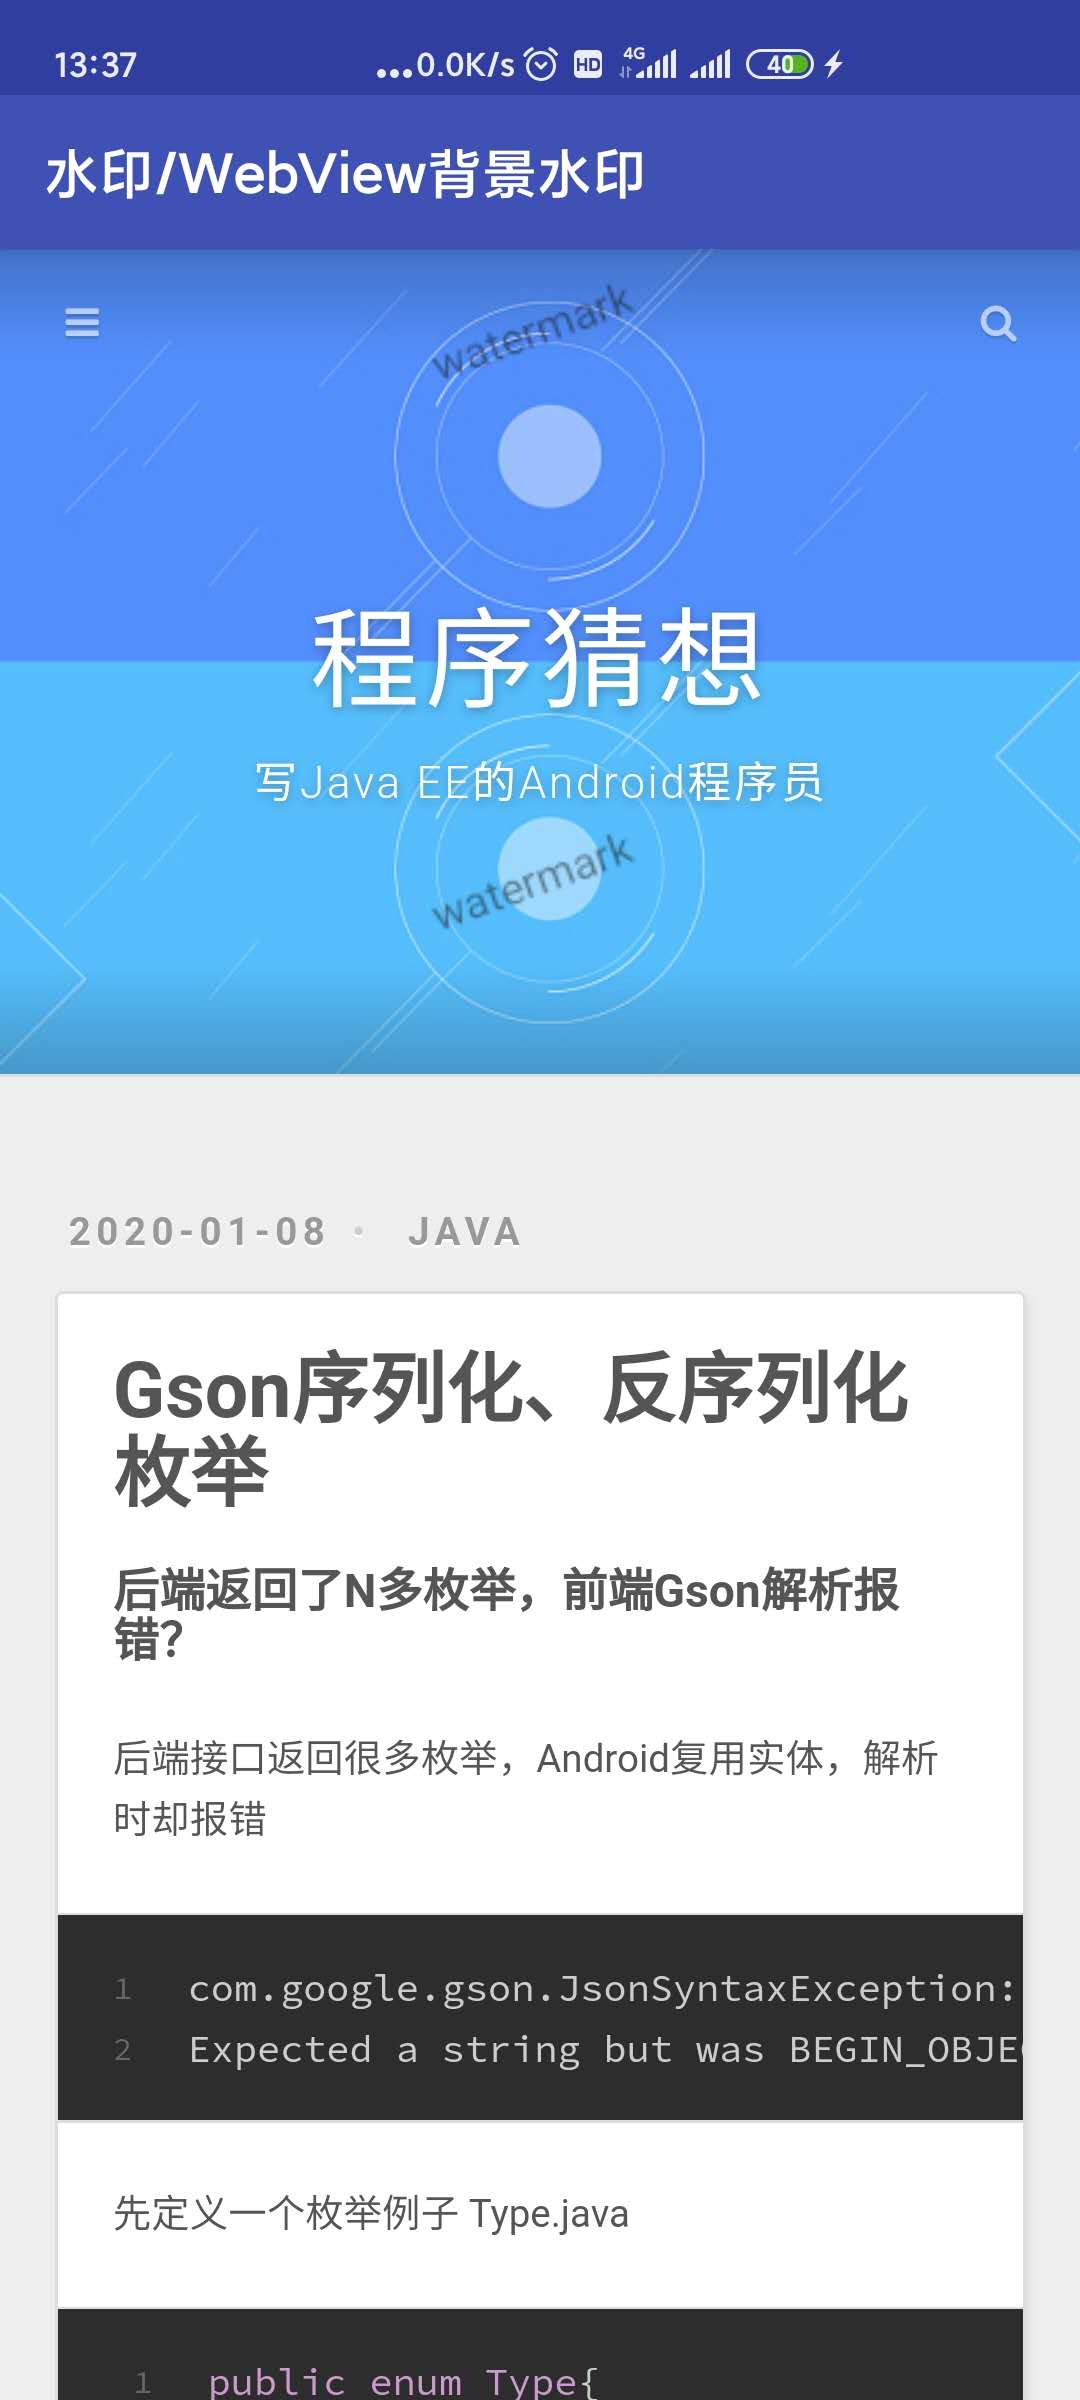 13:37
...0.0K/s HD 4G 40
水印/WebView背景水印
watermark
程序猜想
写Java EE的Android程序员
watermark
2020-01-08 • JAVA
Gson序列化、反序列化
枚举
后端返回了N多枚举，前端Gson解析报
错？
后端接口返回很多枚举，Android复用实体，解析
时却报错
1 com.google.gson.JsonSyntaxException:
2 Expected a string but was BEGIN_OBJE
先定义一个枚举例子 Type.java
1 public enum Type{